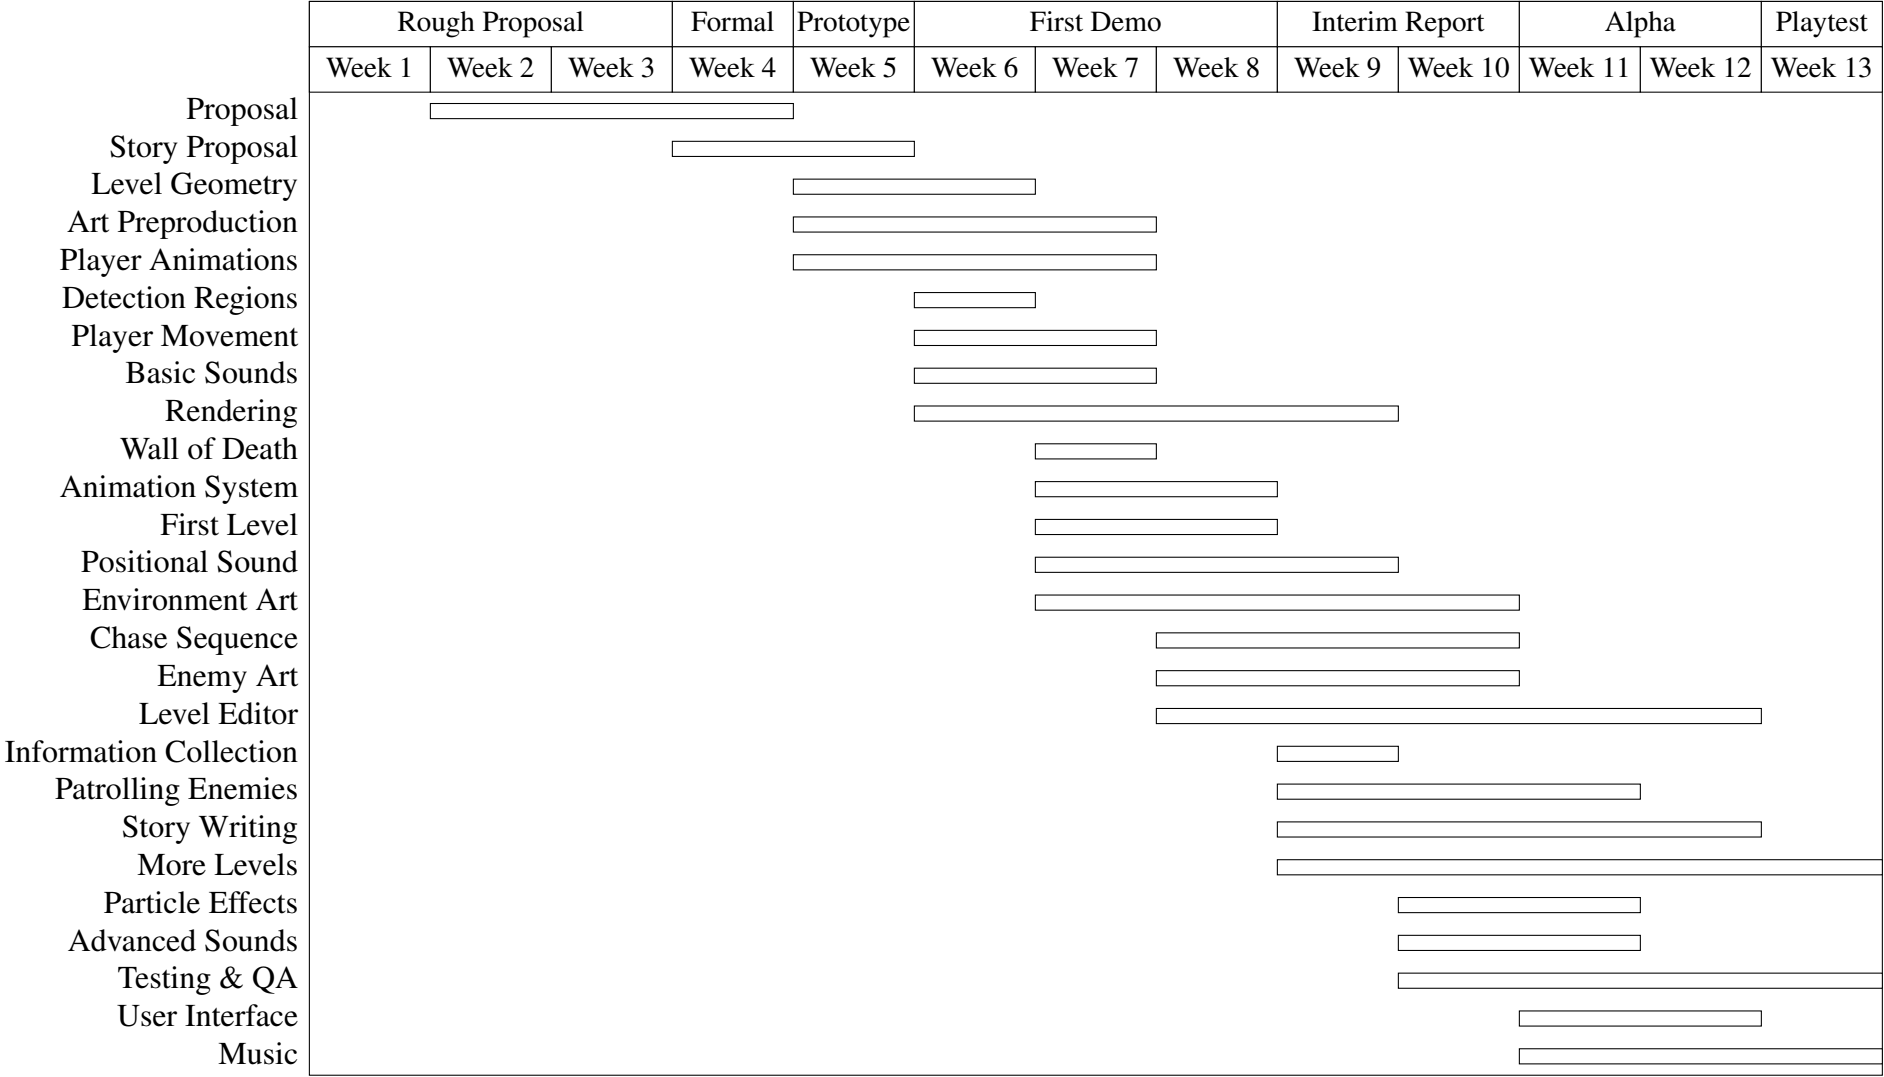 Rough Proposal Formal Prototype First Demo Interim Report Alpha Playtest
Week 1 Week 2 Week 3 Week 4 Week 5 Week 6 Week 7 Week 8 Week 9 Week 10 Week 11 Week 12 Week 13
Proposal
Story Proposal
Level Geometry
Art Preproduction
Player Animations
Detection Regions
Player Movement
Basic Sounds
Rendering
Wall of Death
Animation System
First Level
Positional Sound
Environment Art
Chase Sequence
Enemy Art
Level Editor
Information Collection
Patrolling Enemies
Story Writing
More Levels
Particle Effects
Advanced Sounds
Testing & QA
User Interface
Music